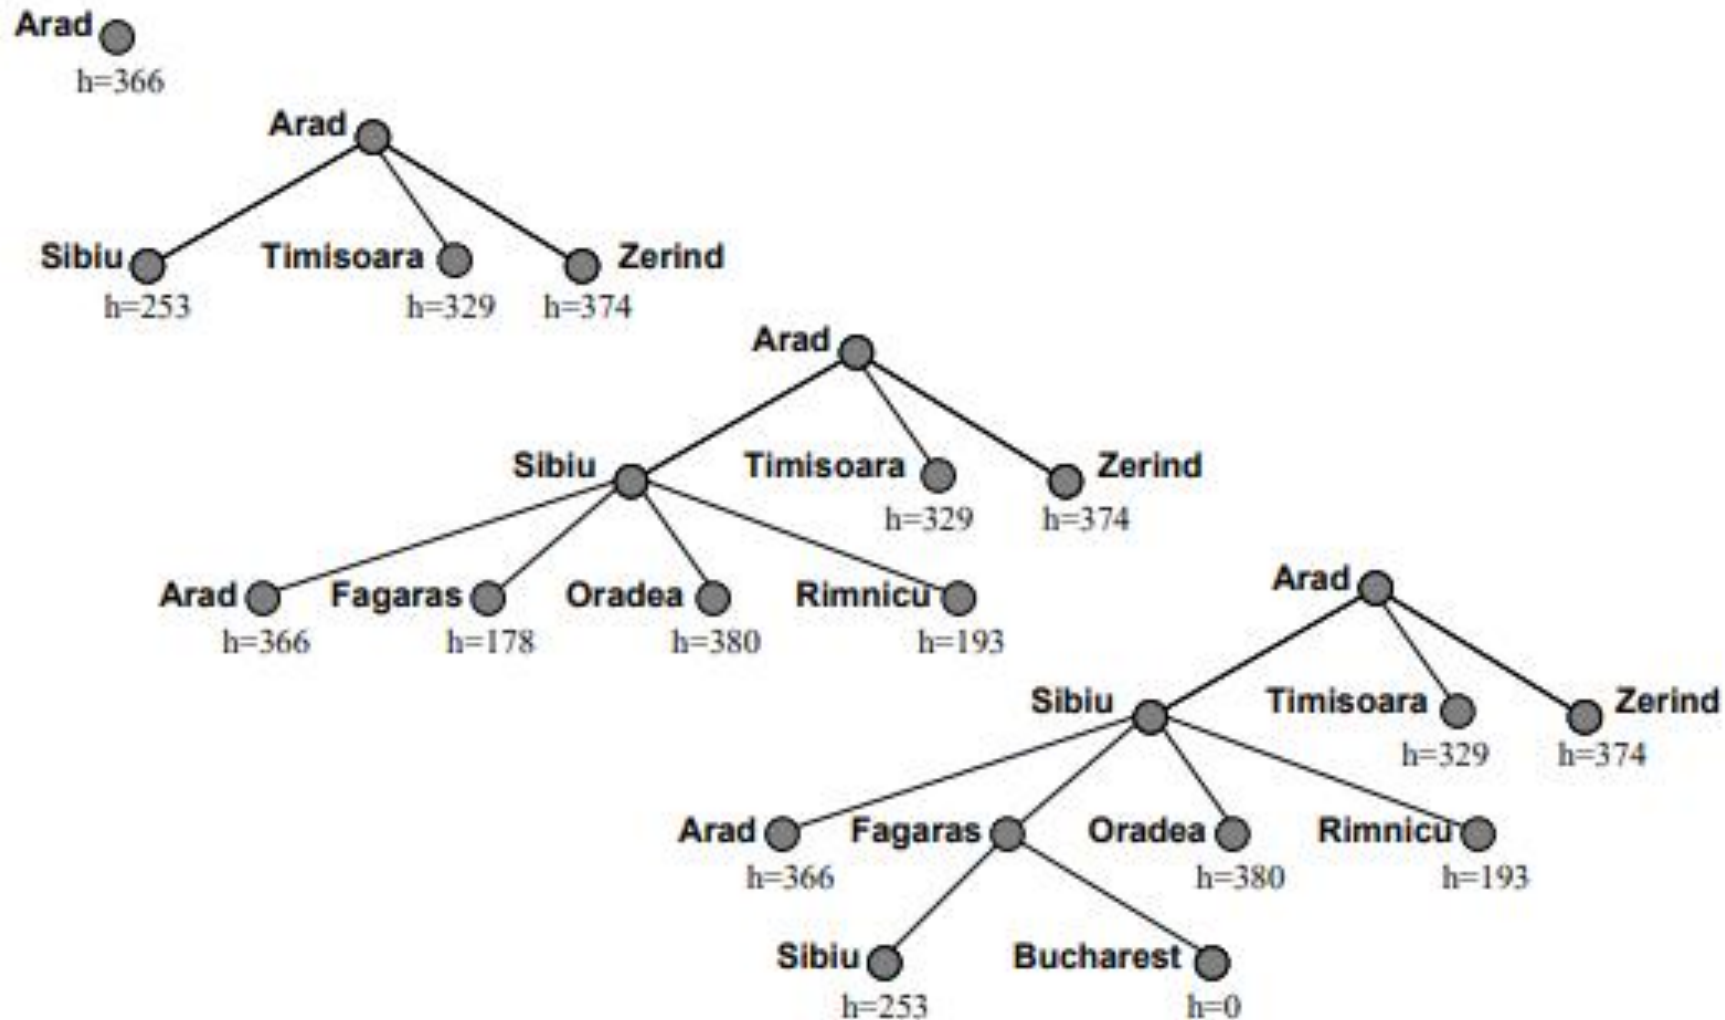 Arad
h=366
Arad
Sibiu Timisoara Zerind
h=253 h=329 h=374
Arad
Sibiu Timisoara Zerind
h=329 h=374
Arad Fagaras Oradea Rimnicu
h=366 h=178 h=380 h=193
Arad
Sibiu Timisoara Zerind
h=329 h=374
Arad Fagaras Oradea Rimnicu
h=366 h=380 h=193
Sibiu Bucharest
h=253 h=0